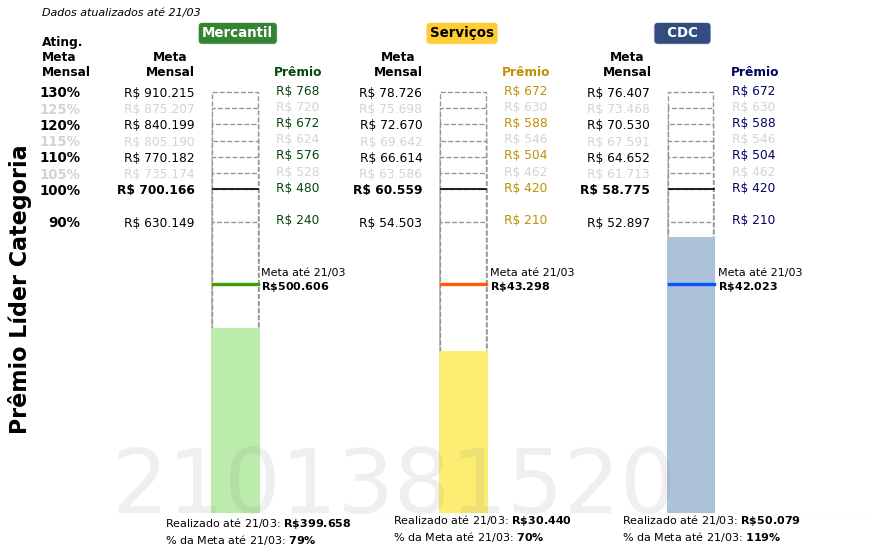 Dados atualizados até 21/03
Mercantil Serviços CDC
Ating. Meta Mensal
Meta Mensal Prêmio Meta Mensal Prêmio Meta Mensal Prêmio
130% R$ 910.215 R$ 768 R$ 78.726 R$ 672 R$ 76.407 R$ 672
125% R$ 875.207 R$ 720 R$ 75.698 R$ 630 R$ 73.468 R$ 630
120% R$ 840.199 R$ 672 R$ 72.670 R$ 588 R$ 70.530 R$ 588
115% R$ 805.190 R$ 624 R$ 69.642 R$ 546 R$ 67.591 R$ 546
110% R$ 770.182 R$ 576 R$ 66.614 R$ 504 R$ 64.652 R$ 504
105% R$ 735.174 R$ 528 R$ 63.586 R$ 462 R$ 61.713 R$ 462
100% R$ 700.166 R$ 480 R$ 60.559 R$ 420 R$ 58.775 R$ 420
90% R$ 630.149 R$ 240 R$ 54.503 R$ 210 R$ 52.897 R$ 210
Prêmio Líder Categoria
Meta até 21/03 Meta até 21/03 Meta até 21/03
R$500.606 R$43.298 R$42.023
2101381520
Realizado até 21/03: R$399.658 Realizado até 21/03: R$30.440 Realizado até 21/03: R$50.079
% da Meta até 21/03: 79% % da Meta até 21/03: 70% % da Meta até 21/03: 119%